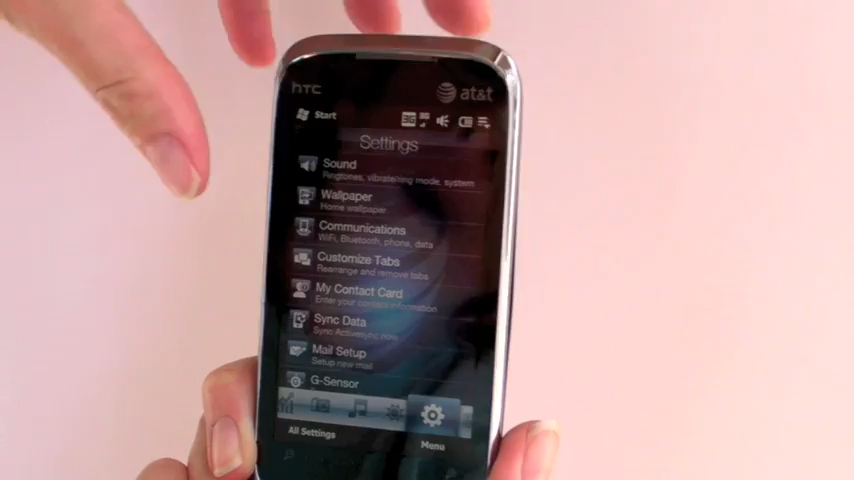 hTC
at&t
Start
3G
Settings
Sound
Ringtones, vibrate/ring mode, system
Wallpaper
Home wallpaper
Communications
WiFi, Bluetooth, phone, data
Customize Tabs
Rearrange and remove tabs
My Contact Card
Enter your contact information
Sync Data
Sync ActiveSync now
Mail Setup
Setup new mail
G-Sensor
All Settings
Menu